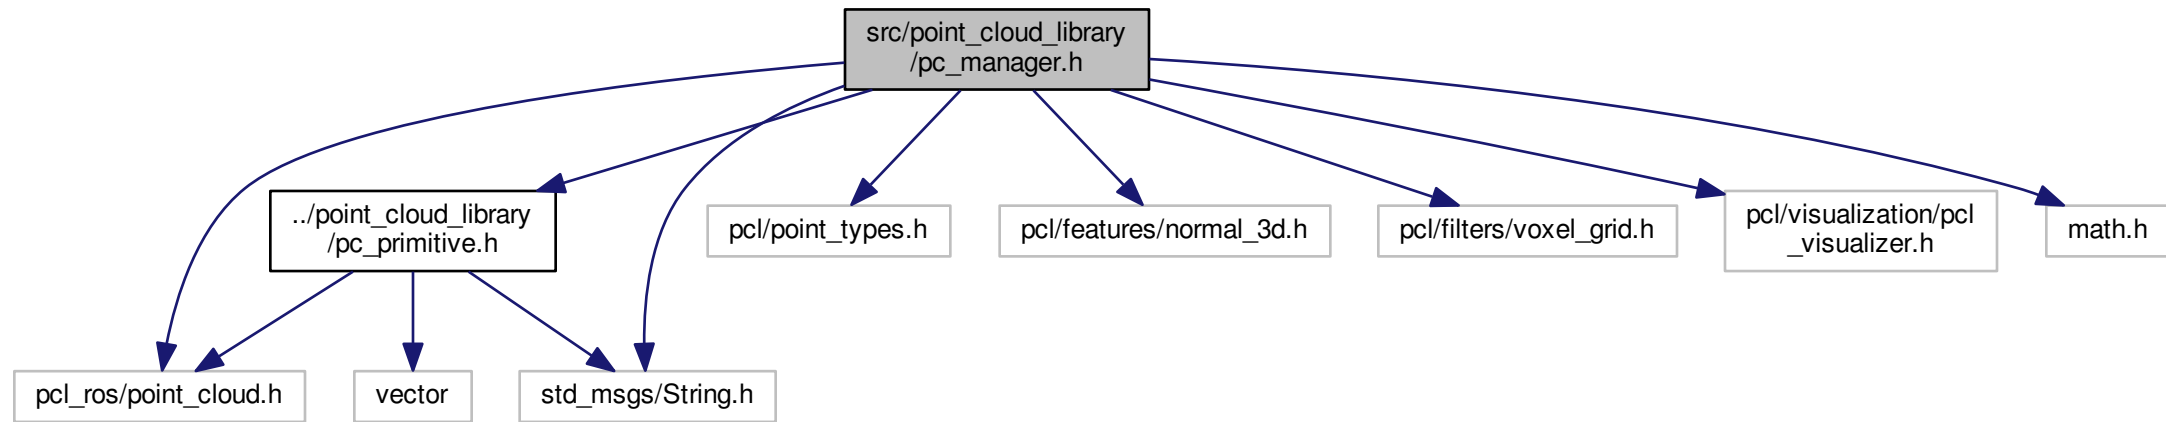 src/point_cloud_library
/pc_manager.h
../point_cloud_library
/pc_primitive.h
pcl/point_types.h
pcl/features/normal_3d.h
pcl/filters/voxel_grid.h
pcl/visualization/pcl
_visualizer.h
math.h
pcl_ros/point_cloud.h
vector
std_msgs/String.h